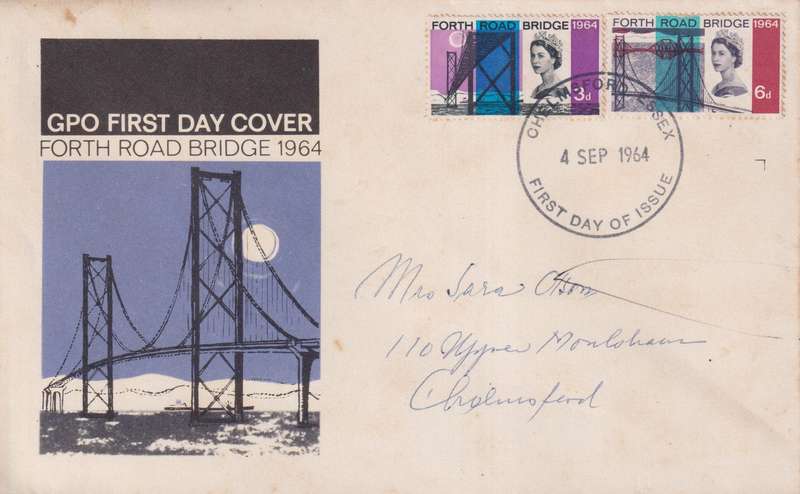 FORTH ROAD BRIDGE 1964
3d
FORTH ROAD BRIDGE 1964
6d
GPO FIRST DAY COVER
FORTH ROAD BRIDGE 1964
CHELMSFORD ESSEX
4 SEP 1964
FIRST DAY OF ISSUE
Mrs Sara
110 Upper
Chelmsford